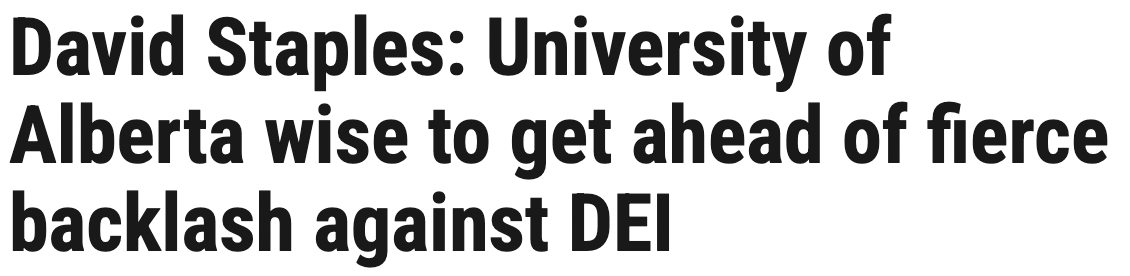 David Staples: University of
Alberta wise to get ahead of fierce
backlash against DEI